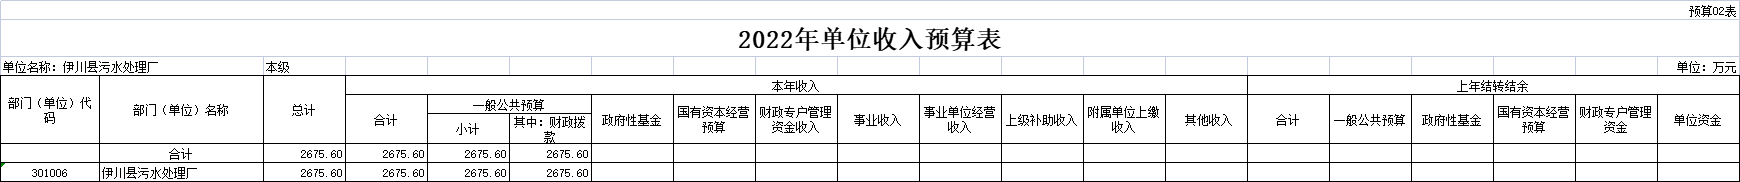 预算02表
2022年单位收入预算表
单位名称：伊川县污水处理厂 本级 单位：万元
部门（单位）代码 部门（单位）名称 总计 本年收入 上年结转结余
合计 一般公共预算 政府性基金 国有资本经营预算 财政专户管理资金收入 事业收入 事业单位经营收入 上级补助收入 附属单位上缴收入 其他收入 合计 一般公共预算 政府性基金 国有资本经营预算 财政专户管理资金 单位资金
小计 其中：财政拨款
合计 2675.60 2675.60 2675.60 2675.60
301006 伊川县污水处理厂 2675.60 2675.60 2675.60 2675.60